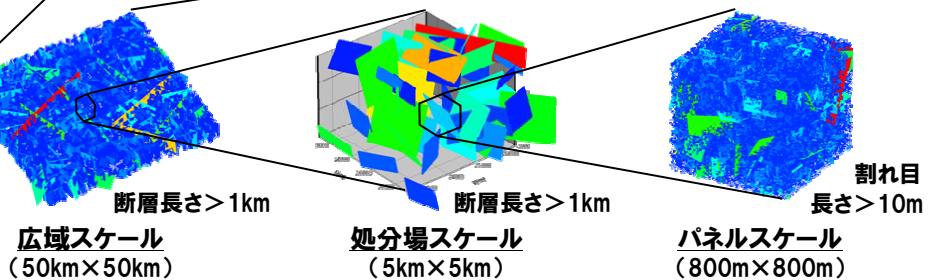 断層長さ＞1km
断層長さ＞1km
割れ目
長さ＞10m
広域スケール
（50km×50km）
処分場スケール
（5km×5km）
パネルスケール
（800m×800m）